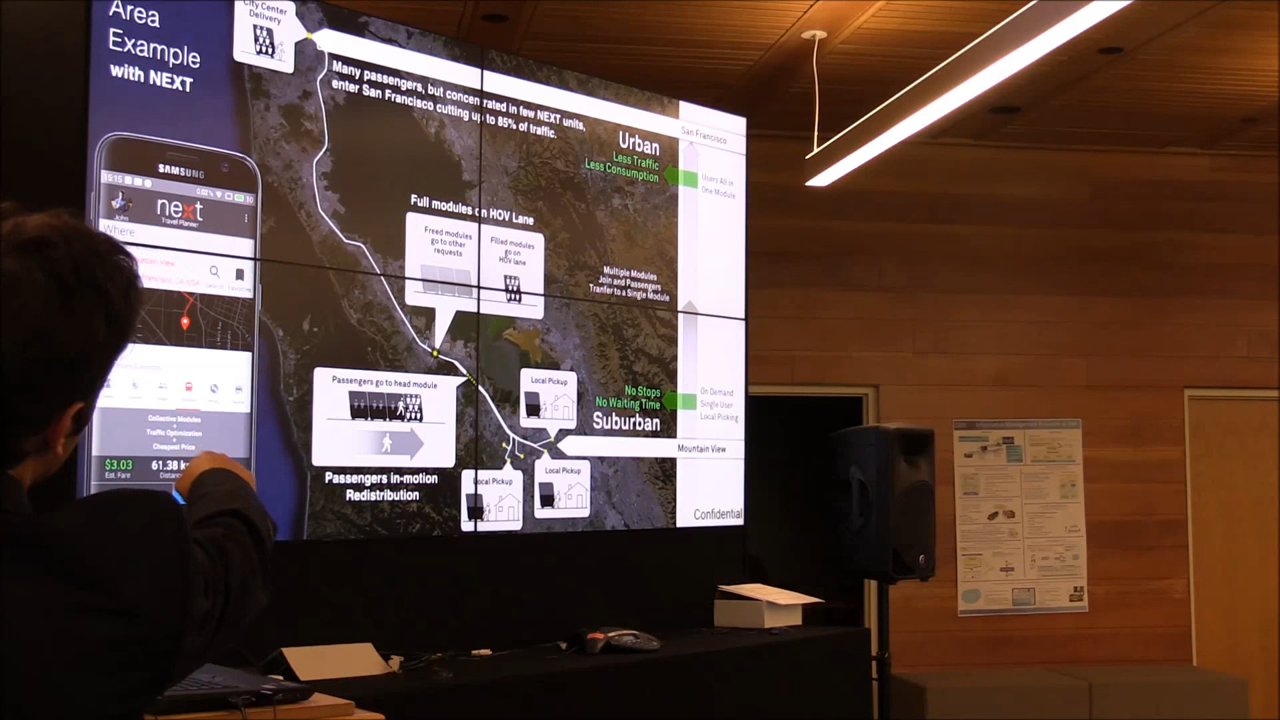 Area
Example
with NEXT
City Center
Delivery
Many passengers, but concentrated in few NEXT units,
enter San Francisco cutting up to 85% of traffic.
Urban
Less Traffic
Less Consumption
San Francisco
Users All in
One Module
SAMSUNG
15:15
John
next
Travel Planner
Where
Full modules on HOV Lane
Freed modules
go to other
requests
Filled modules
go on
HOV lane
Multiple Modules
Join and Passengers
Tranfer to a Single Module
Passengers go to head module
Local Pickup
No Stops
No Waiting Time
Suburban
On Demand
Single User
Local Picking
Mountain View
Passengers In-motion
Redistribution
Local Pickup
Local Pickup
Collective Modules
+
Traffic Optimization
+
Cheapest Price
$3.03
Est. Fare
61.38
Confidential